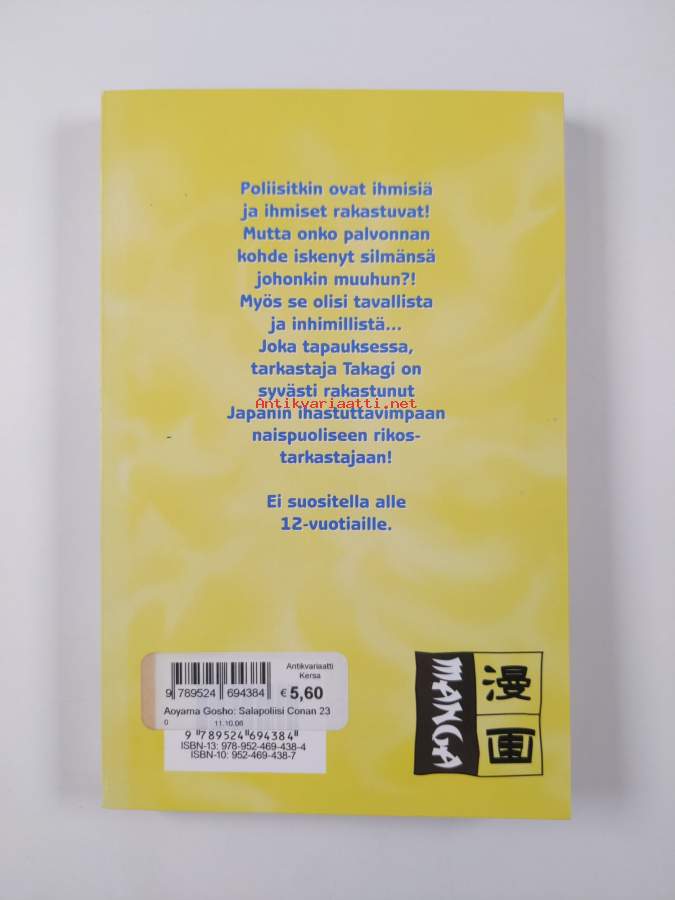 Poliisitkin ovat ihmisiä
ja ihmiset rakastuvat!
Mutta onko palvonnan
kohde iskenyt silmänsä
johonkin muuhun?!
Myös se olisi tavallista
ja inhimillistä...
Joka tapauksessa,
tarkastaja Takagi on
syvästi rakastunut
Antikvariaatti.net
Japanin ihastuttavimpaan
naispuoliseen rikos-
tarkastajaan!
Ei suositella alle
12-vuotiaille.
Antikvariaatti
Kersa
9 789524 694384 € 5,60
Aoyama Gosho: Salapoliisi Conan 23
0 11.10.06
9 789524 694384
ISBN-13: 978-952-469-438-4
ISBN-10: 952-469-438-7
MANGA
漫
画